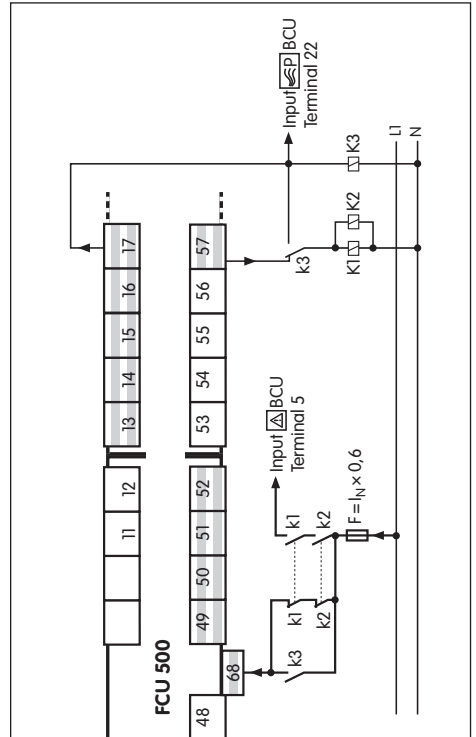 11 12 13 14 15 16 17
FCU 500
48 49 50 51 52 53 54 55 56 57
68
Input BCU
Terminal 5
Input P BCU
Terminal 22
k3
k1
k2
k1
k2
k3
F = I_N × 0,6
K1
K2
K3
L1
N